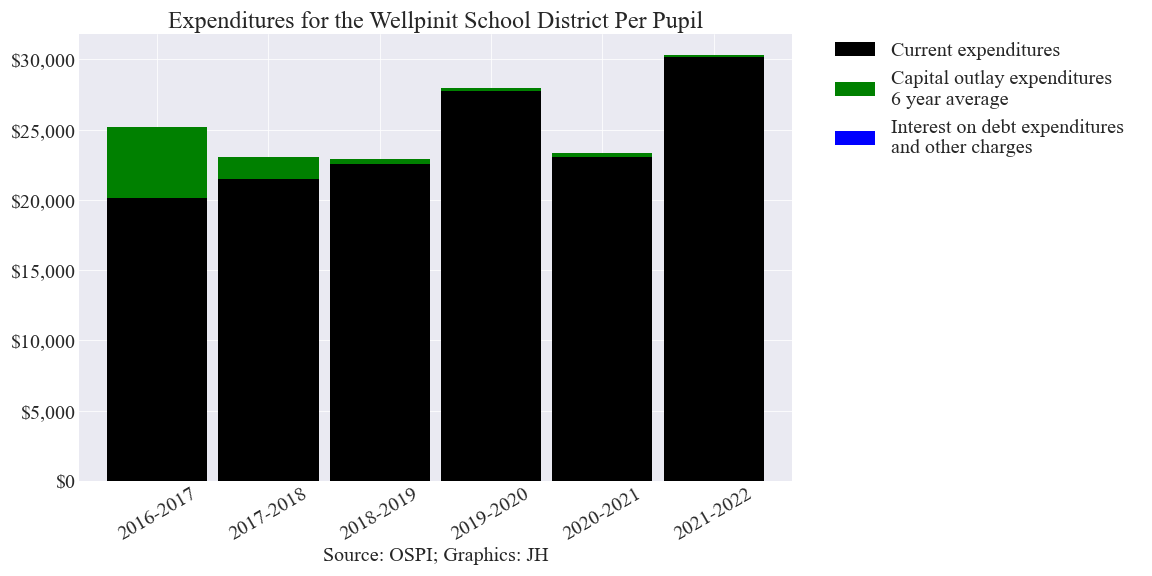 Expenditures for the Wellpinit School District Per Pupil
$30,000
$25,000
$20,000
$15,000
$10,000
$5,000
$0
2016-2017
2017-2018
2018-2019
2019-2020
2020-2021
2021-2022
Source: OSPI; Graphics: JH
Current expenditures
Capital outlay expenditures
6 year average
Interest on debt expenditures
and other charges